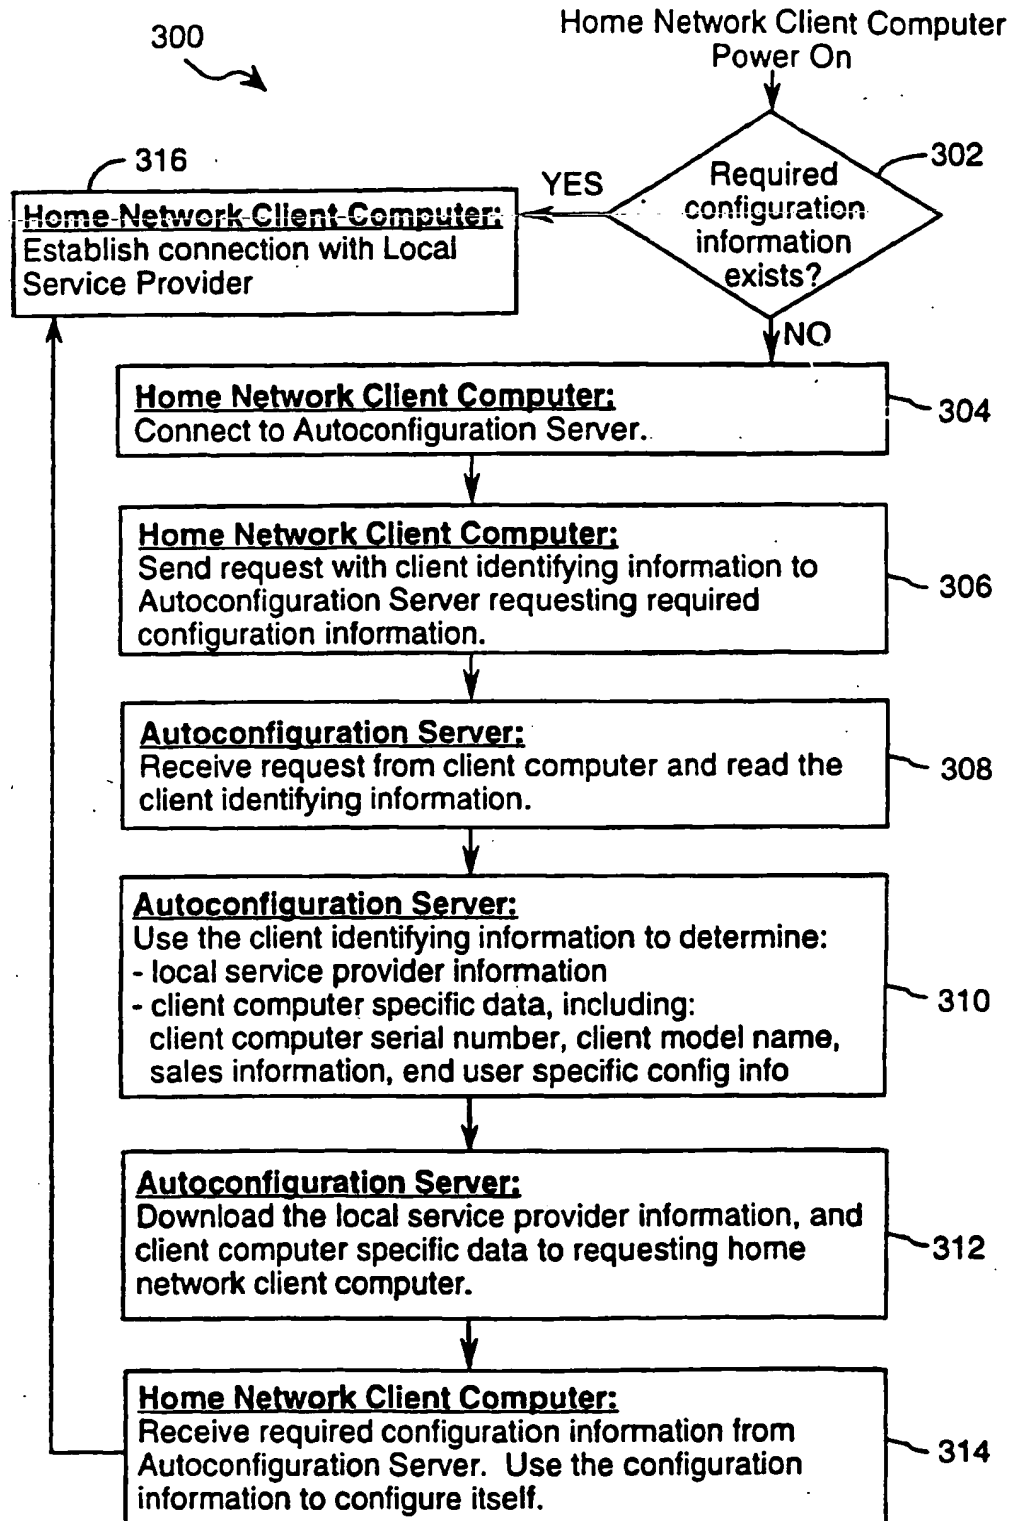 300
Home Network Client Computer
Power On
302
Required
configuration
information
exists?
YES
NO
316
Home Network Client Computer:
Establish connection with Local
Service Provider
Home Network Client Computer:
Connect to Autoconfiguration Server.
304
Home Network Client Computer:
Send request with client identifying information to
Autoconfiguration Server requesting required
configuration information.
306
Autoconfiguration Server:
Receive request from client computer and read the
client identifying information.
308
Autoconfiguration Server:
Use the client identifying information to determine:
- local service provider information
- client computer specific data, including:
client computer serial number, client model name,
sales information, end user specific config info
310
Autoconfiguration Server:
Download the local service provider information, and
client computer specific data to requesting home
network client computer.
312
Home Network Client Computer:
Receive required configuration information from
Autoconfiguration Server. Use the configuration
information to configure itself.
314